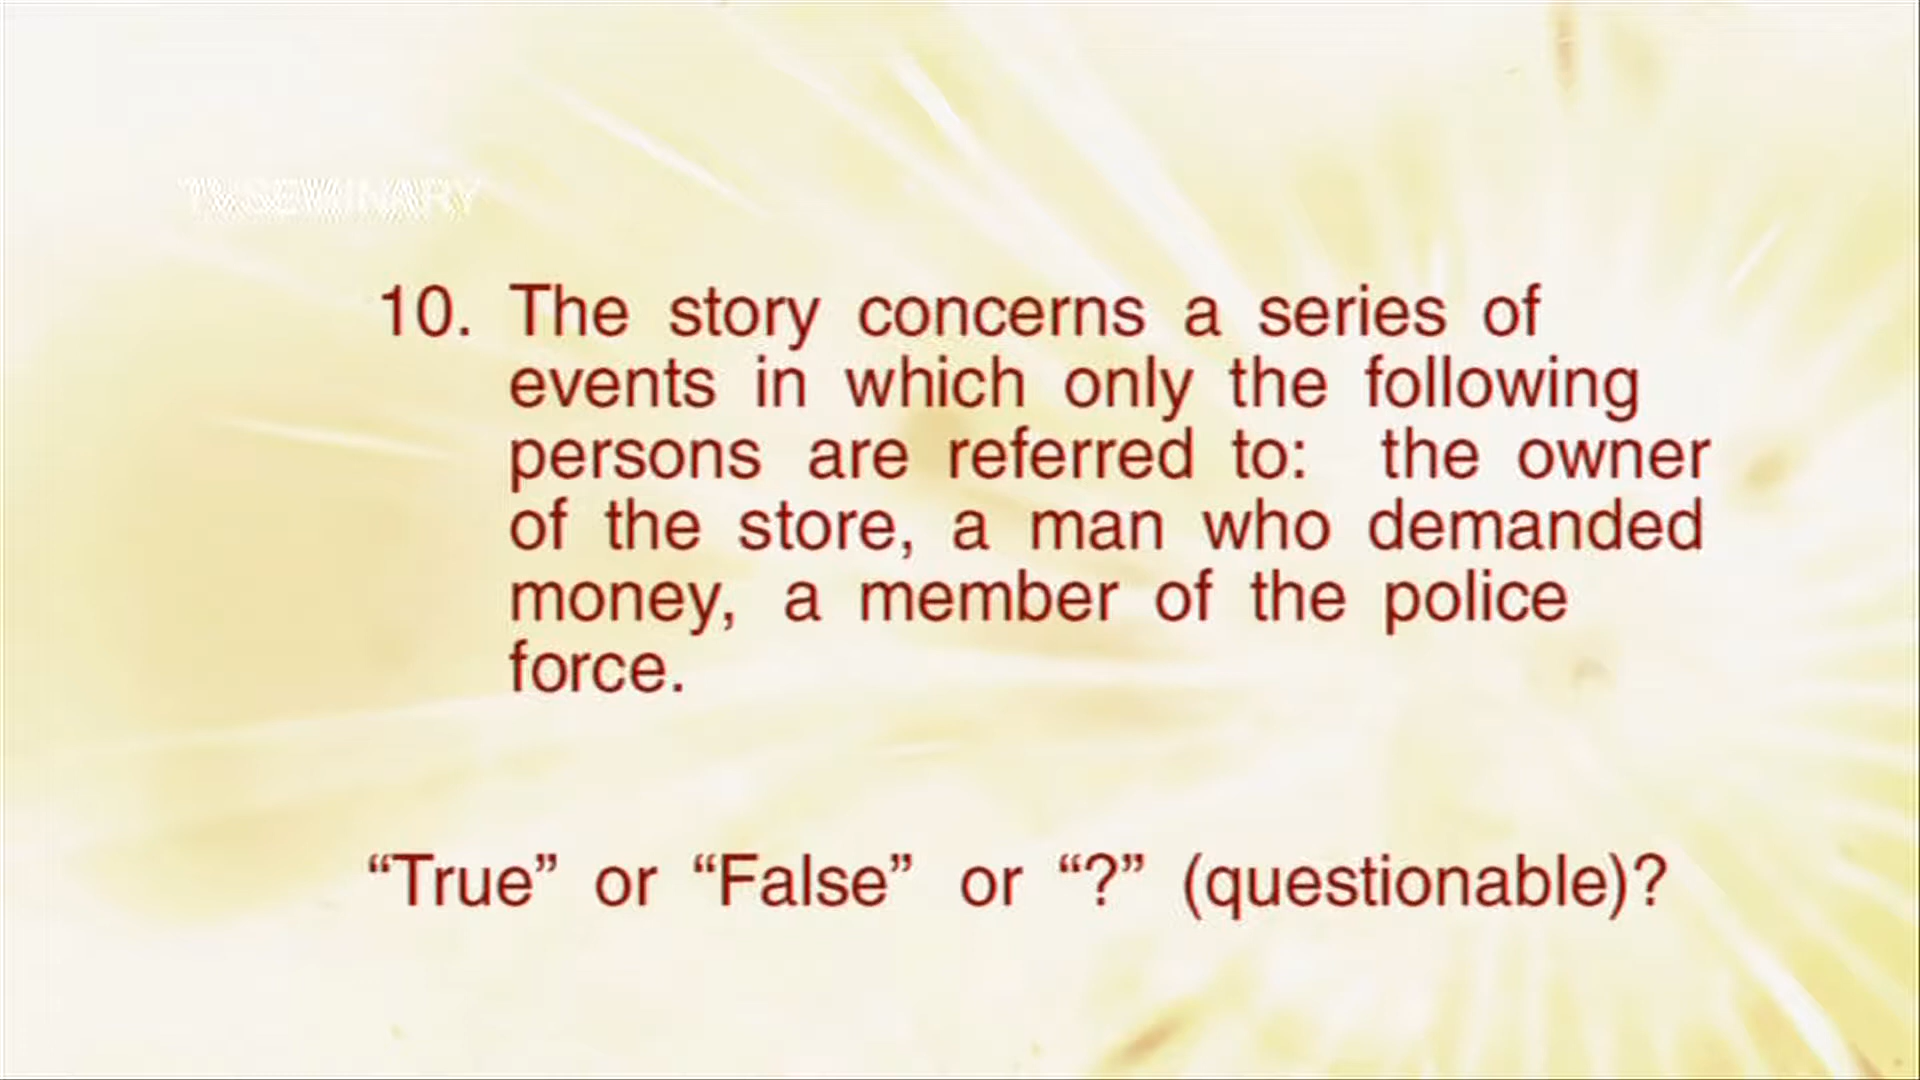 TVSEMINARY
10. The story concerns a series of
events in which only the following
persons are referred to: the owner
of the store, a man who demanded
money, a member of the police
force.
“True” or “False” or “?” (questionable)?